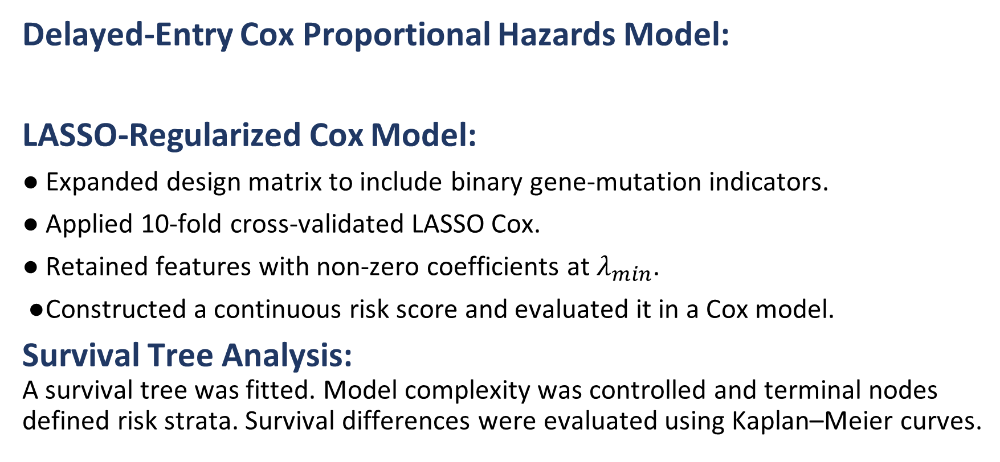 Delayed-Entry Cox Proportional Hazards Model:
LASSO-Regularized Cox Model:
● Expanded design matrix to include binary gene-mutation indicators.
● Applied 10-fold cross-validated LASSO Cox.
● Retained features with non-zero coefficients at λ_min.
●Constructed a continuous risk score and evaluated it in a Cox model.
Survival Tree Analysis:
A survival tree was fitted. Model complexity was controlled and terminal nodes
defined risk strata. Survival differences were evaluated using Kaplan–Meier curves.